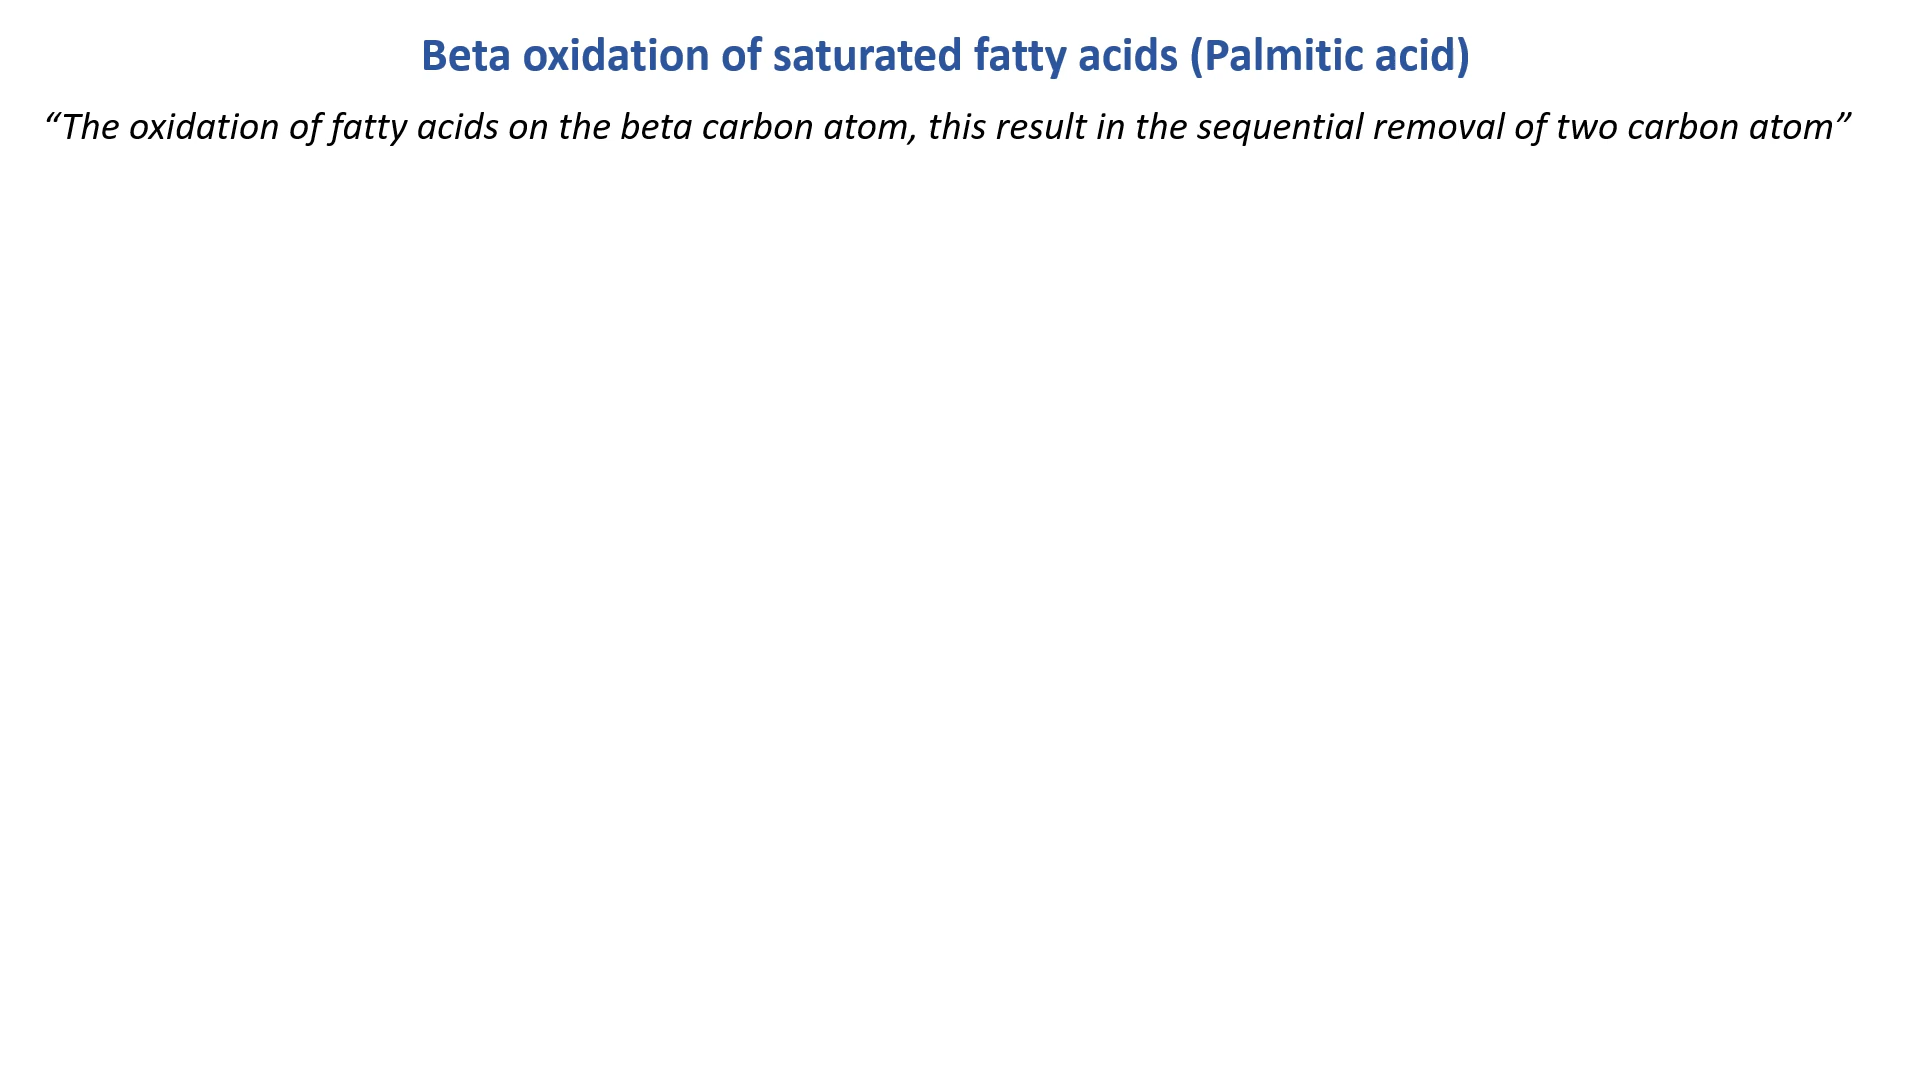 Beta oxidation of saturated fatty acids (Palmitic acid)
“The oxidation of fatty acids on the beta carbon atom, this result in the sequential removal of two carbon atom”